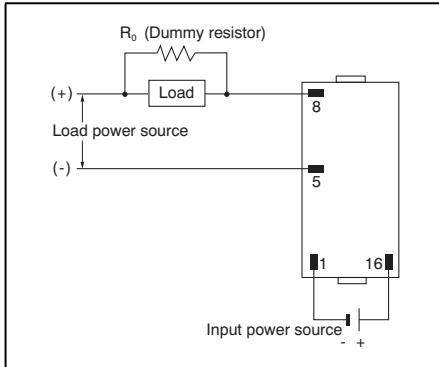 R₀ (Dummy resistor)
(+)
Load
8
Load power source
(-)
5
1
16
Input power source
- +